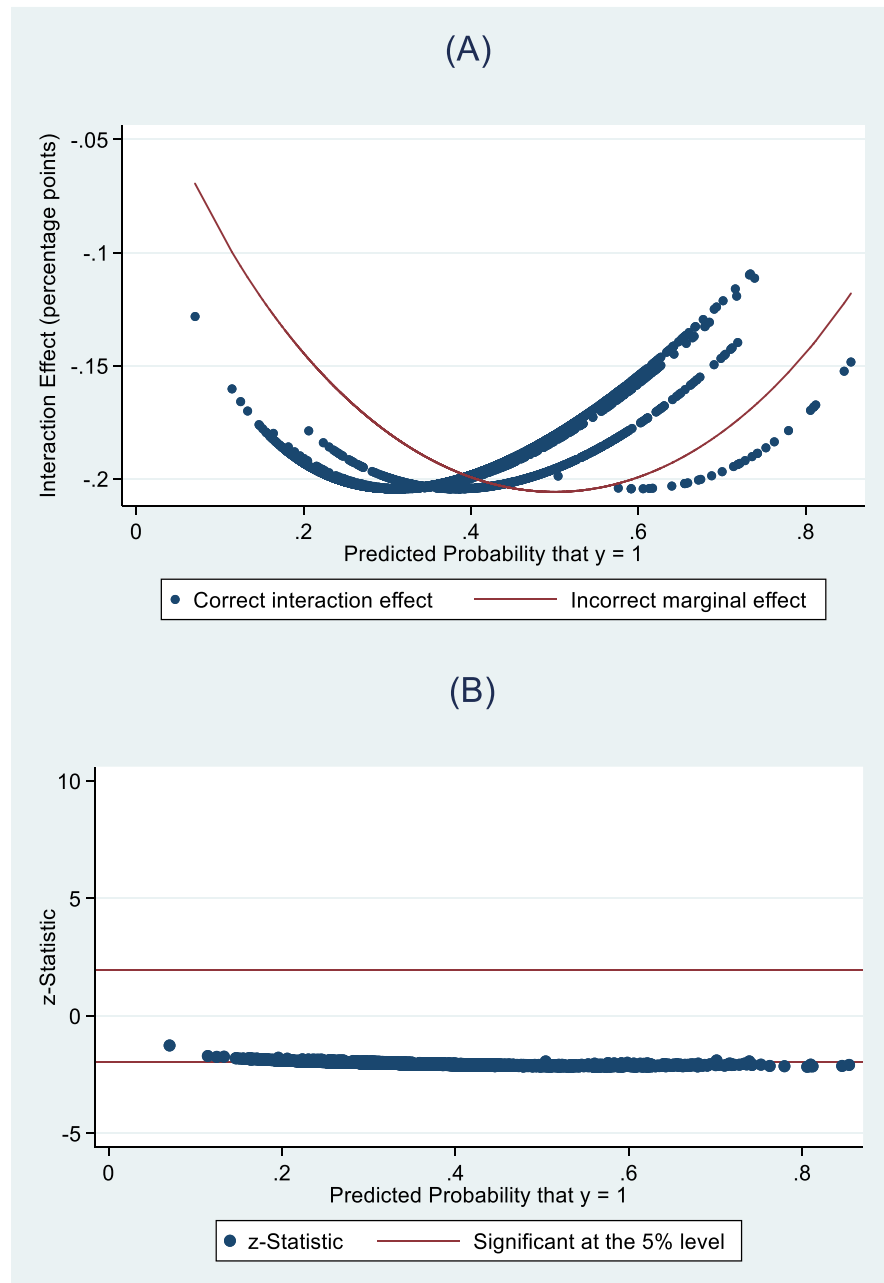 (A)
Interaction Effect (percentage points)
-.05
-.1
-.15
-.2
0 .2 .4 .6 .8
Predicted Probability that y = 1
Correct interaction effect Incorrect marginal effect
(B)
z-Statistic
10
5
0
-5
0 .2 .4 .6 .8
Predicted Probability that y = 1
z-Statistic Significant at the 5% level